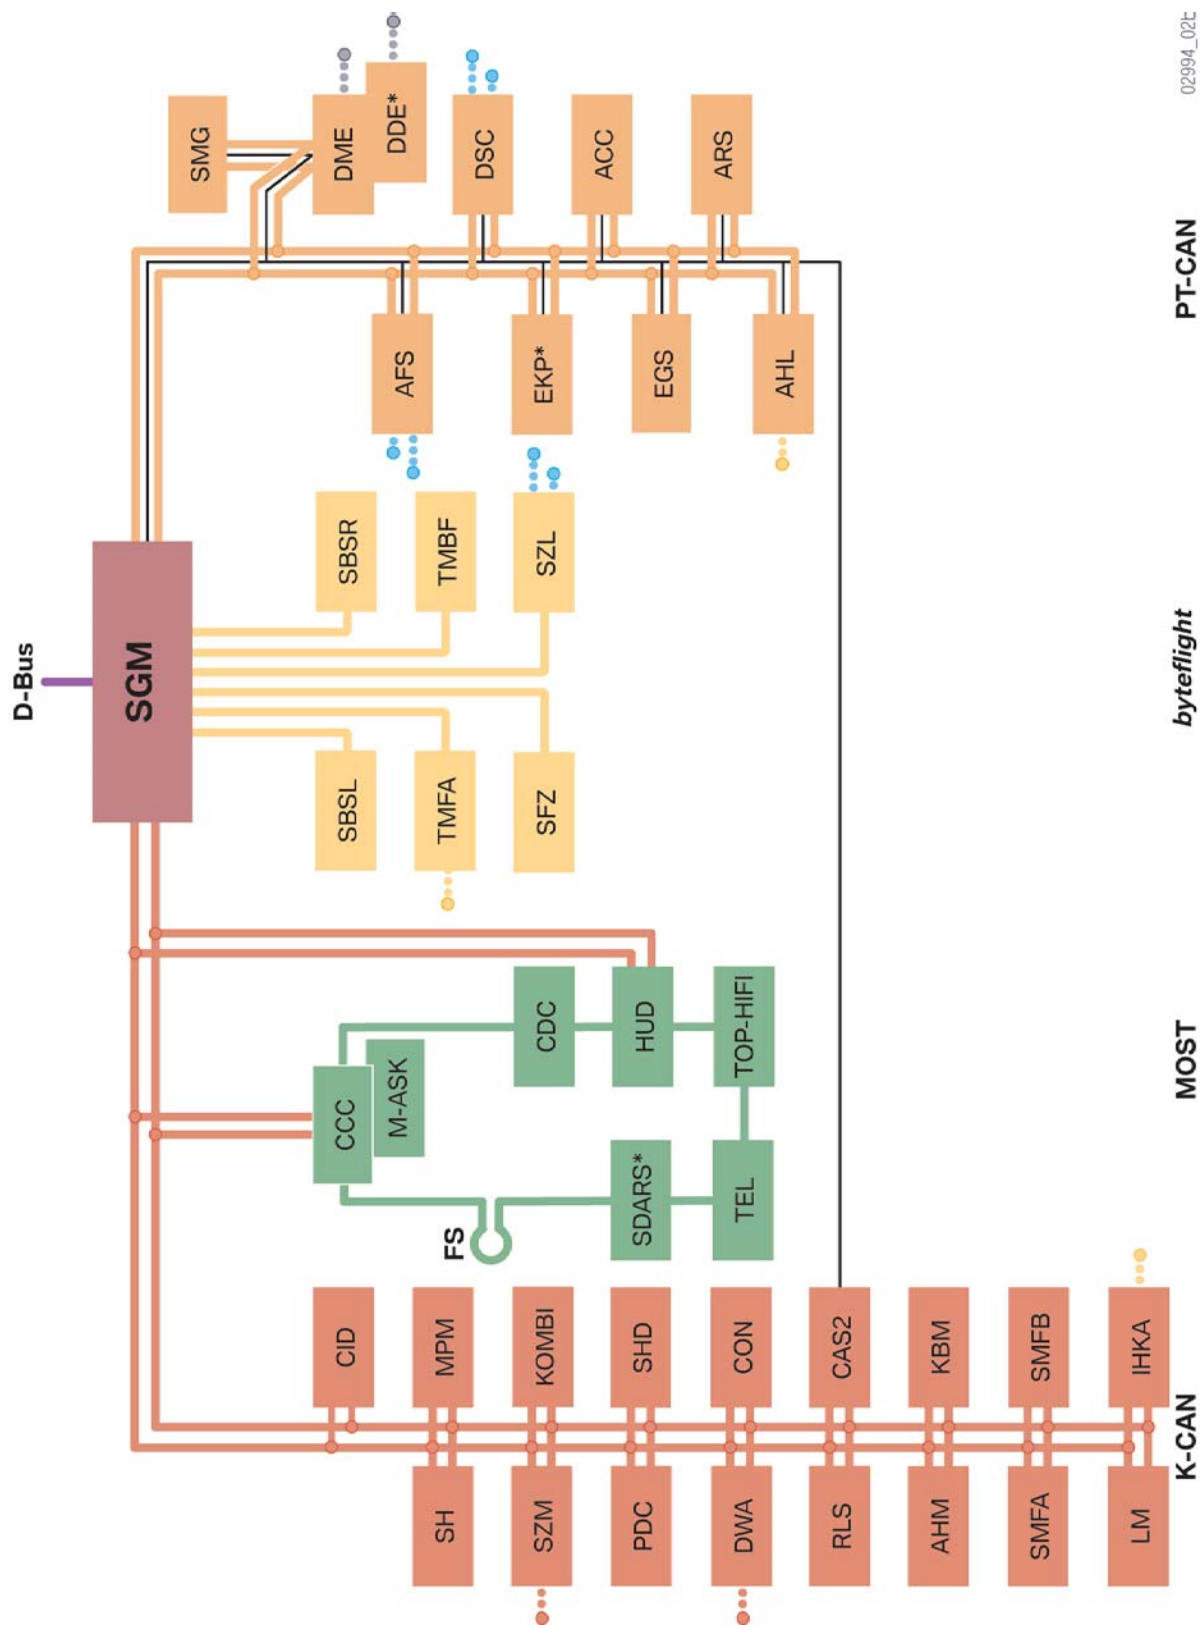 D-Bus
SGM
SMG
CID
CCC
SBSL
SBSR
DME
M-ASK
AFS
DDE*
SH
MPM
FS
TMFA
TMBF
DSC
SZM
KOMBI
CDC
SFZ
SZL
EKP*
ACC
PDC
SHD
SDARS*
HUD
EGS
DWA
CON
TEL
TOP-HIFI
ARS
AHL
RLS
CAS2
AHM
KBM
SMFA
SMFB
LM
IHKA
K-CAN
MOST
byteflight
PT-CAN
02994_02